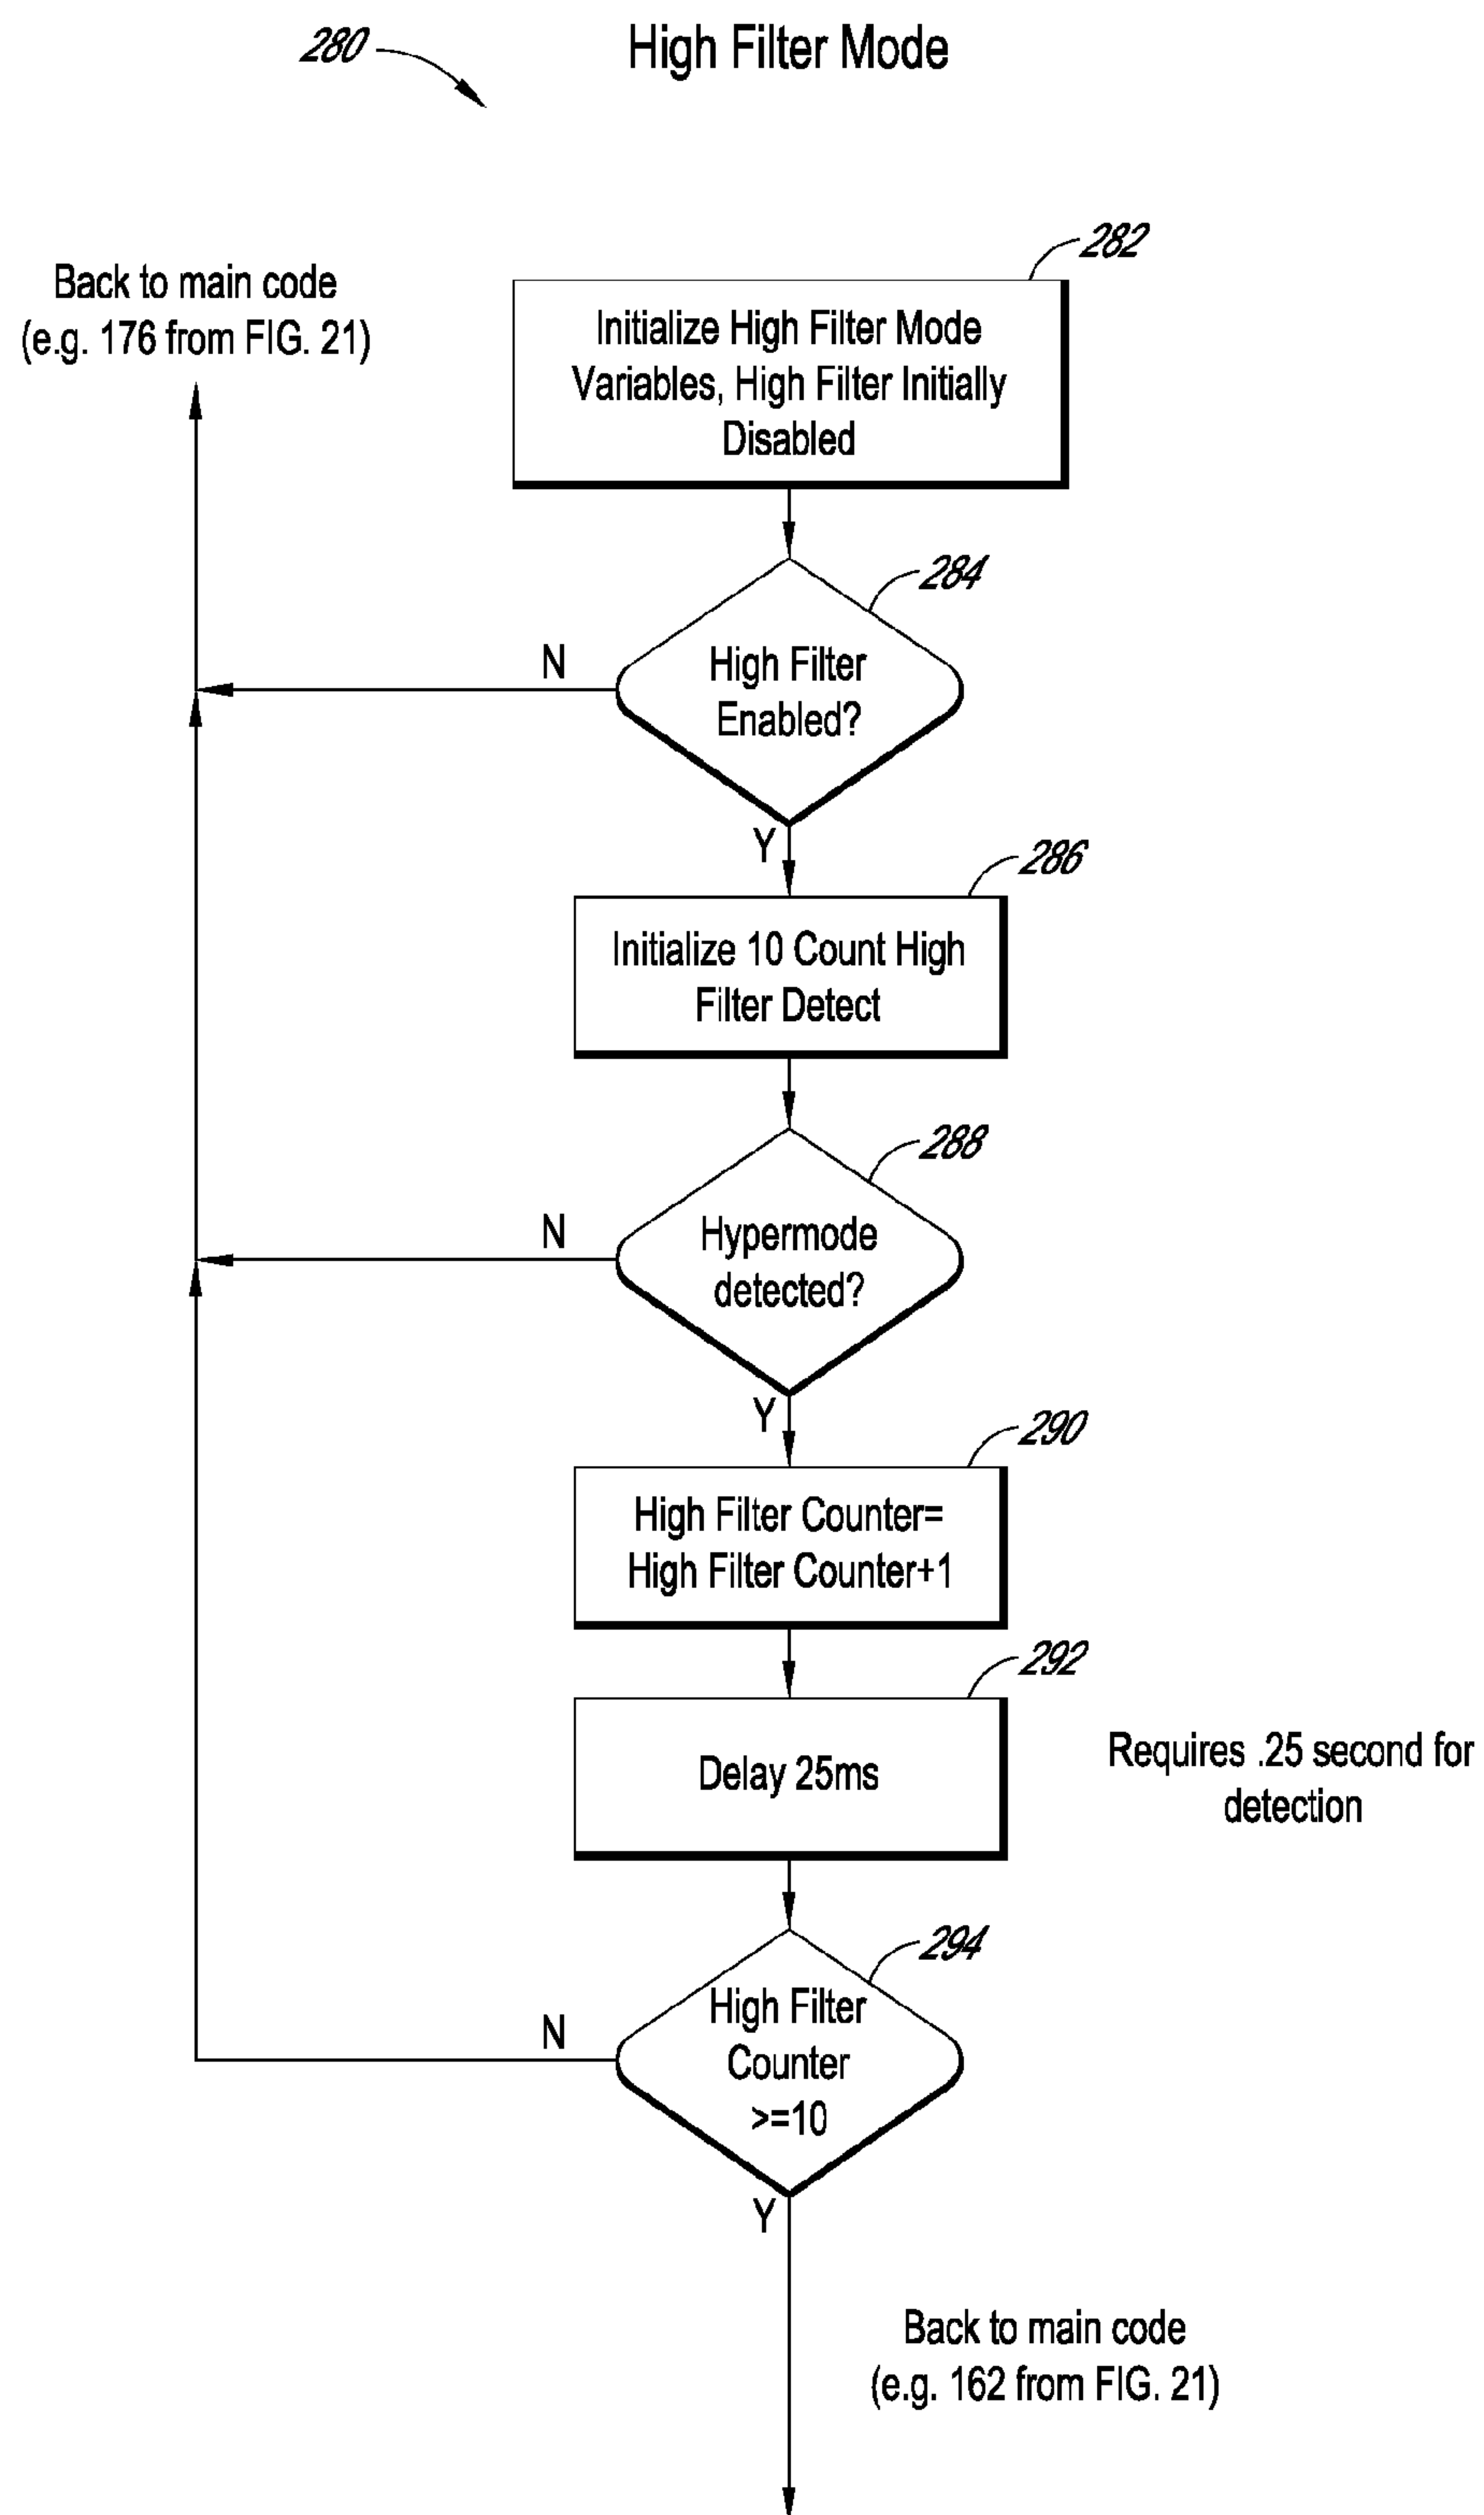 280
High Filter Mode
282
Back to main code
(e.g. 176 from FIG. 21)
Initialize High Filter Mode
Variables, High Filter Initially
Disabled
284
N
High Filter
Enabled?
Y
286
Initialize 10 Count High
Filter Detect
288
N
Hypermode
detected?
Y
290
High Filter Counter=
High Filter Counter+1
292
Delay 25ms
Requires .25 second for
detection
294
N
High Filter
Counter
>=10
Y
Back to main code
(e.g. 162 from FIG. 21)